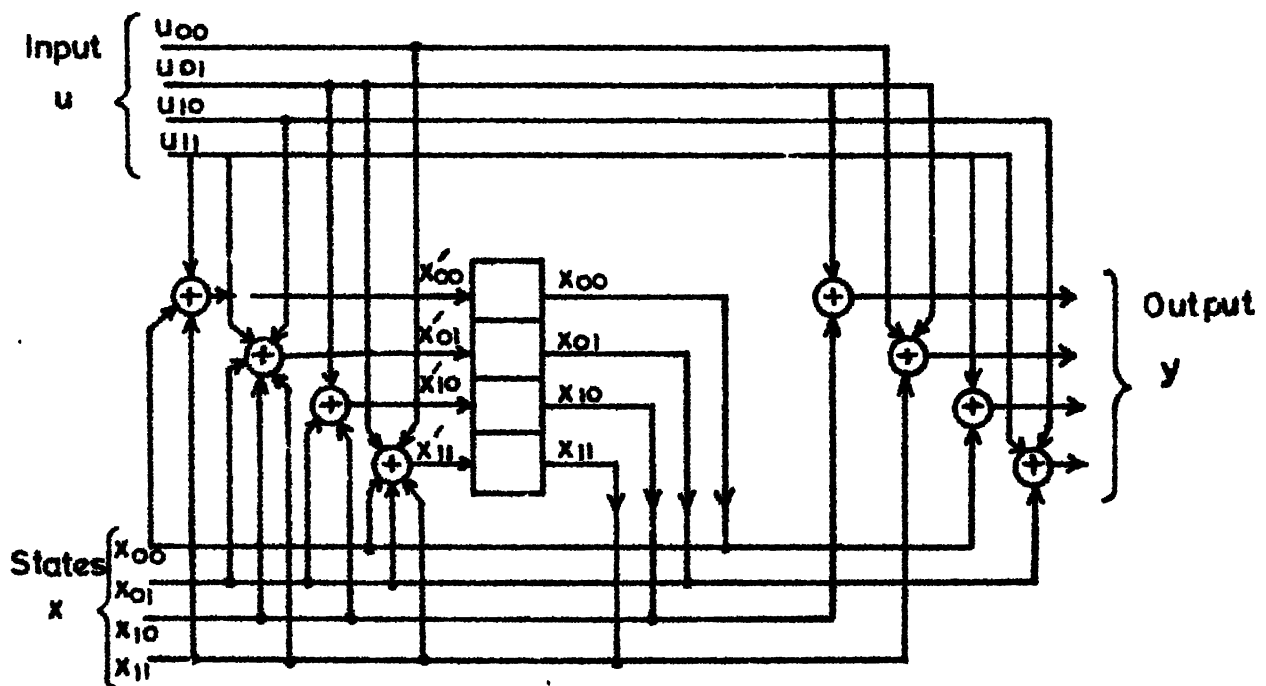 Input
u
u00
u01
u10
u11
x'00
x'01
x'10
x'11
x00
x01
x10
x11
+
+
+
+
+
+
+
+
Output
y
States
x
x00
x01
x10
x11